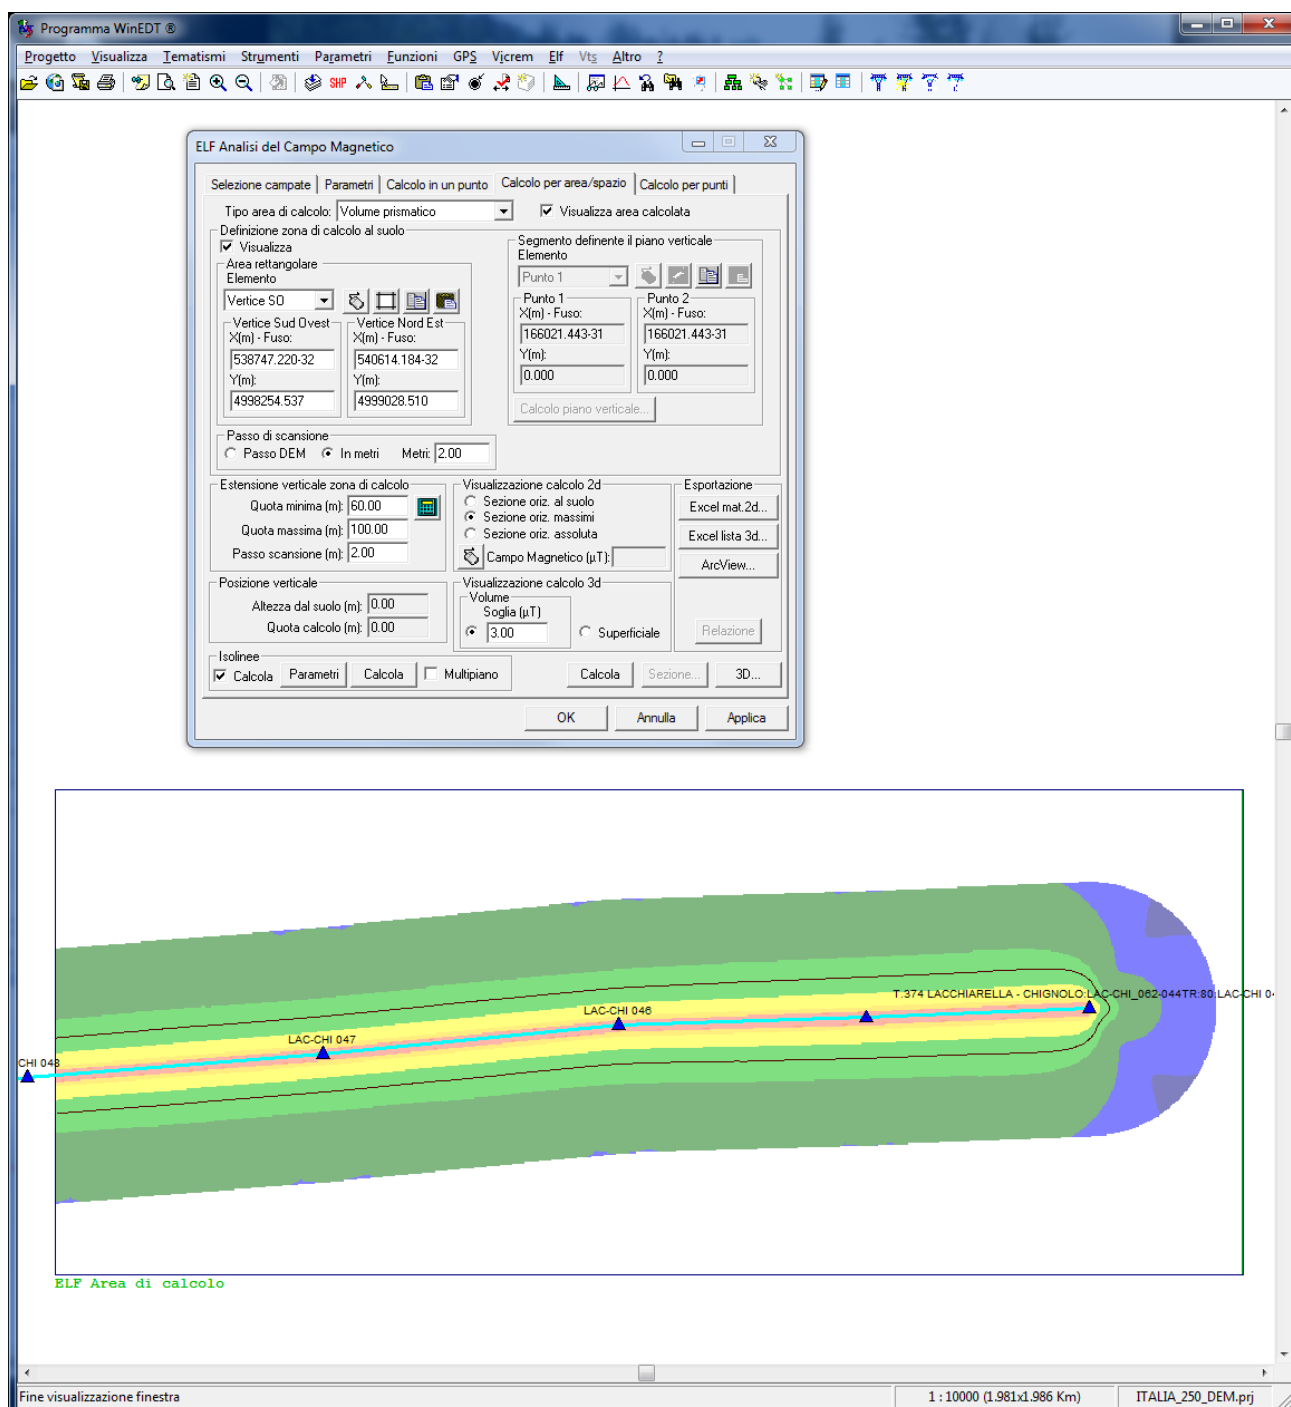 Programma WinEDT ®
Progetto Visualizza Tematismi Strumenti Parametri Funzioni GPS Vicrem Elf Vts Altro ?
SHP
ELF Analisi del Campo Magnetico
Selezione campate Parametri Calcolo in un punto Calcolo per area/spazio Calcolo per punti
Tipo area di calcolo: Volume prismatico Visualizza area calcolata
Definizione zona di calcolo al suolo
Visualizza
Area rettangolare
Elemento
Vertice SO
Vertice Sud Ovest Vertice Nord Est
X(m) - Fuso: X(m) - Fuso:
538747.220-32 540614.184-32
Y(m): Y(m):
4998254.537 4999028.510
Segmento definente il piano verticale
Elemento
Punto 1
Punto 1 Punto 2
X(m) - Fuso: X(m) - Fuso:
166021.443-31 166021.443-31
Y(m): Y(m):
0.000 0.000
Calcolo piano verticale...
Passo di scansione
Passo DEM In metri Metri: 2.00
Estensione verticale zona di calcolo
Quota minima (m): 60.00
Quota massima (m): 100.00
Passo scansione (m): 2.00
Visualizzazione calcolo 2d
Sezione oriz. al suolo
Sezione oriz. massimi
Sezione oriz. assoluta
Campo Magnetico (µT):
Esportazione
Excel mat.2d...
Excel lista 3d...
ArcView...
Relazione
Posizione verticale
Altezza dal suolo (m): 0.00
Quota calcolo (m): 0.00
Visualizzazione calcolo 3d
Volume
Soglia (µT)
3.00 Superficiale
Isolinee
Calcola Parametri Calcola Multipiano Calcola Sezione... 3D...
OK Annulla Applica
T.374 LACCHIARELLA - CHIGNOLO:LAC-CHI_062-044TR:80:LAC-CHI 04
LAC-CHI 046
LAC-CHI 047
CHI 048
ELF Area di calcolo
Fine visualizzazione finestra 1 : 10000 (1.981x1.986 Km) ITALIA_250_DEM.prj